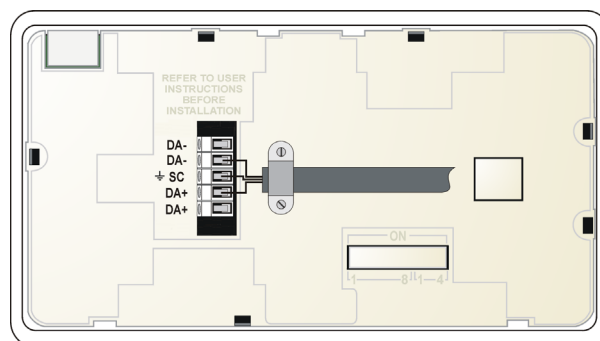 REFER TO USER
INSTRUCTIONS
BEFORE
INSTALLATION
DA-
DA-
⏚ SC
DA+
DA+
ON
1 8 1 4